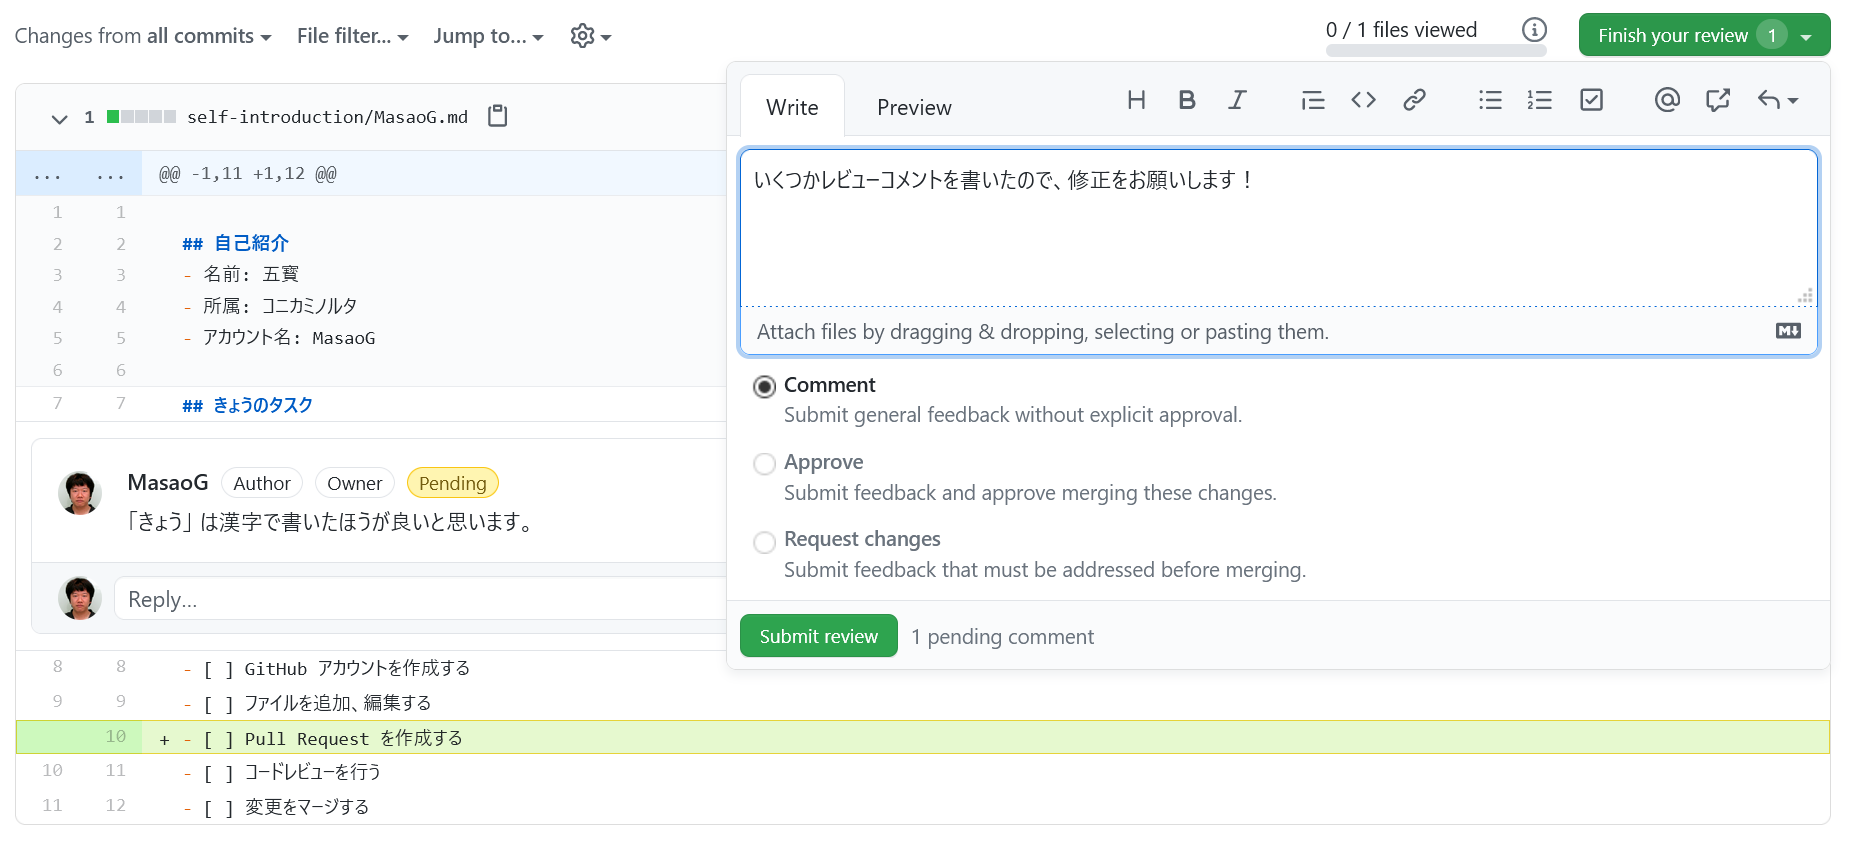 Changes from all commits File filter... Jump to...
0 / 1 files viewed
Finish your review 1
1 self-introduction/MasaoG.md
Write Preview
... ... @@ -1,11 +1,12 @@
1 1
2 2 ## 自己紹介
3 3 - 名前: 五寳
4 4 - 所属: コニカミノルタ
5 5 - アカウント名: MasaoG
6 6
7 7 ## きょうのタスク
いくつかレビューコメントを書いたので、修正をお願いします！
Attach files by dragging & dropping, selecting or pasting them.
Comment
Submit general feedback without explicit approval.
Approve
Submit feedback and approve merging these changes.
Request changes
Submit feedback that must be addressed before merging.
Submit review 1 pending comment
MasaoG Author Owner Pending
「きょう」は漢字で書いたほうが良いと思います。
Reply...
8 8 - [ ] GitHub アカウントを作成する
9 9 - [ ] ファイルを追加、編集する
10 + - [ ] Pull Request を作成する
10 11 - [ ] コードレビューを行う
11 12 - [ ] 変更をマージする